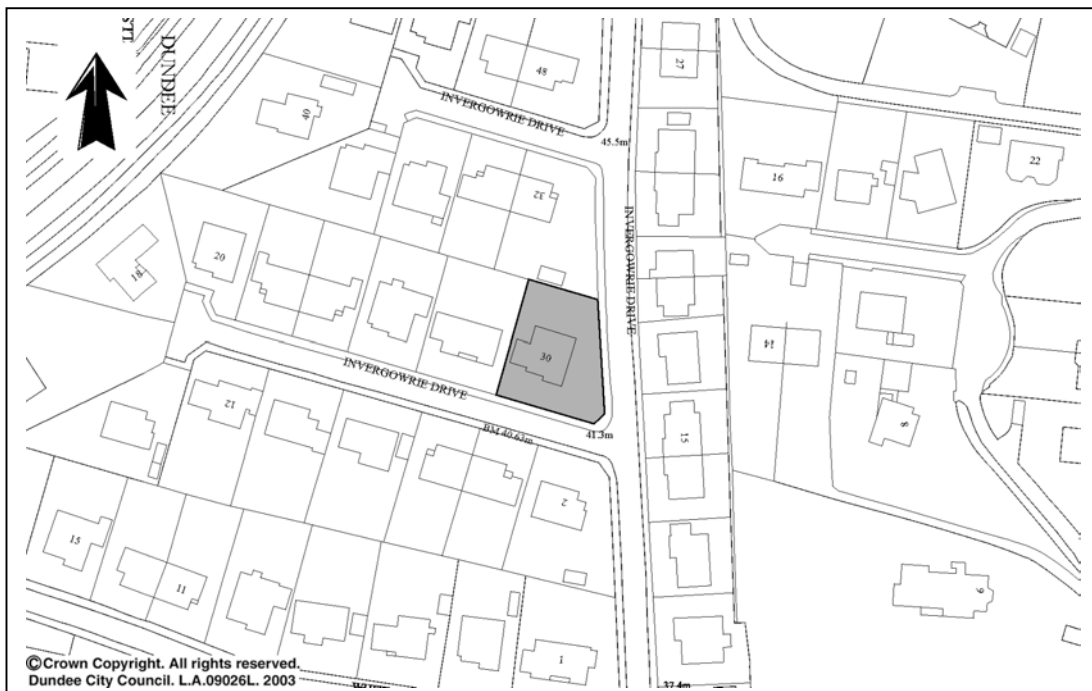 DUNDEE
48
27
40
INVERGOWRIE DRIVE
45.5m
32
16
22
20
18
INVERGOWRIE DRIVE
30
14
INVERGOWRIE DRIVE
12
BM 40.63m
41.3m
15
8
2
15
11
9
1
37.4m
©Crown Copyright. All rights reserved.
Dundee City Council. L.A.09026L. 2003